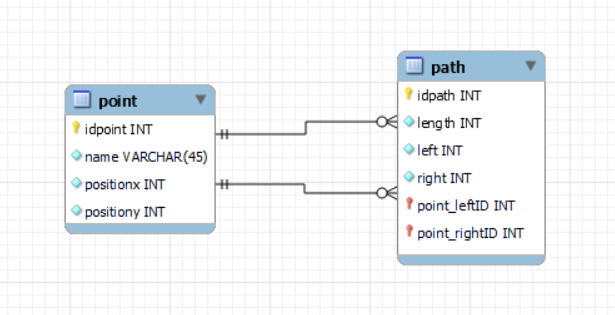 point
idpoint INT
name VARCHAR(45)
positionx INT
positiony INT
path
idpath INT
length INT
left INT
right INT
point_leftID INT
point_rightID INT